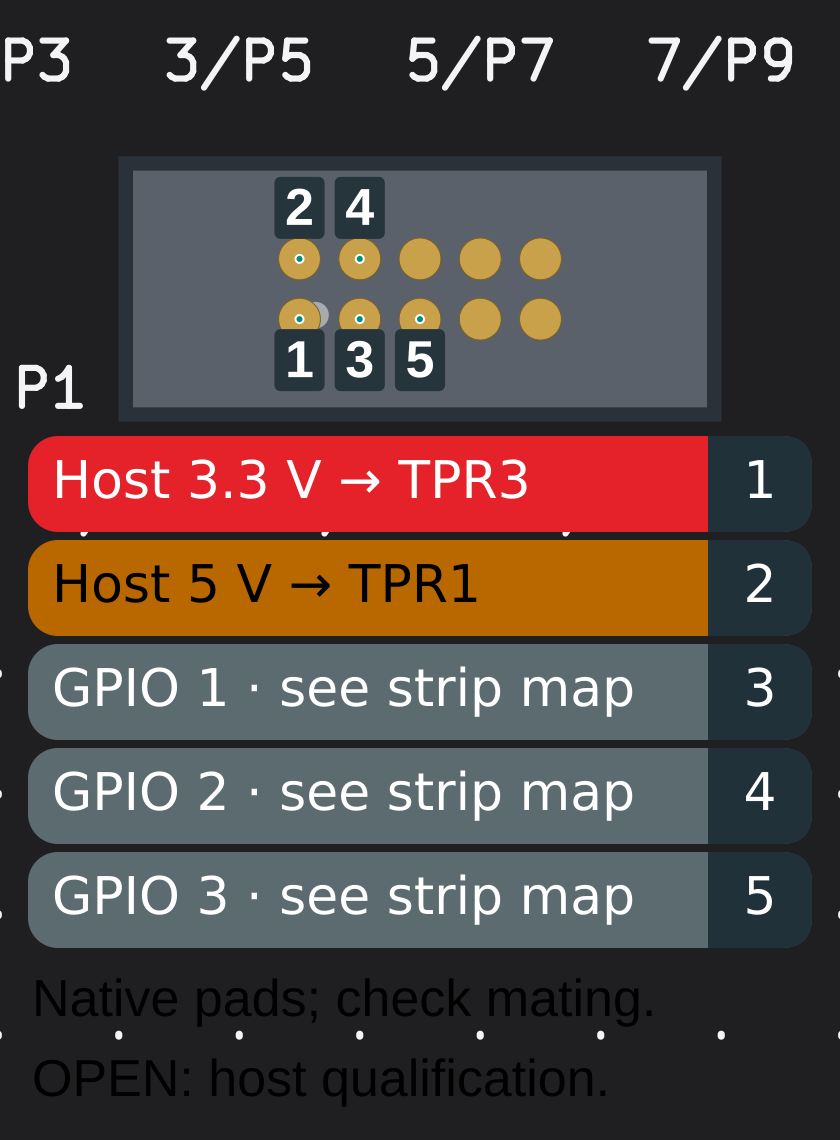 P3 3/P5 5/P7 7/P9
2 4
1 3 5
P1
Host 3.3 V → TPR3 1
Host 5 V → TPR1 2
GPIO 1 · see strip map 3
GPIO 2 · see strip map 4
GPIO 3 · see strip map 5
Native pads; check mating.
OPEN: host qualification.